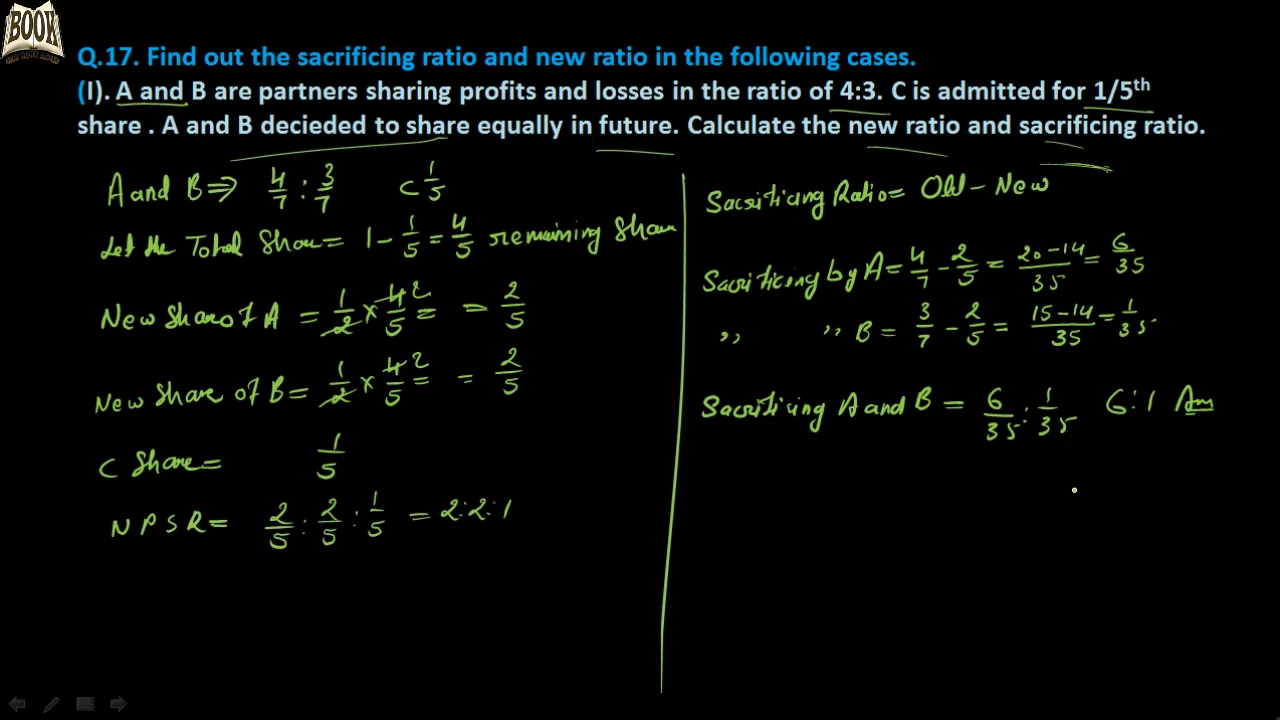 BOOK
Q.17. Find out the sacrificing ratio and new ratio in the following cases.
(I). A and B are partners sharing profits and losses in the ratio of 4:3. C is admitted for 1/5th
share . A and B decieded to share equally in future. Calculate the new ratio and sacrificing ratio.
A and B ⇒ 4/7 : 3/7 C 1/5
Let the Total Share = 1 - 1/5 = 4/5 remaining Share
New Share of A = 1/2 × 4/5 2 = = 2/5
New Share of B = 1/2 × 4/5 2 = = 2/5
C Share = 1/5
N P S R = 2/5 : 2/5 : 1/5 = 2:2:1
Sacrificing Ratio = Old - New
Sacrificing by A = 4/7 - 2/5 = 20-14/35 = 6/35
,, ,, B = 3/7 - 2/5 = 15-14/35 = 1/35
Sacrificing A and B = 6/35 : 1/35 6:1 Ans